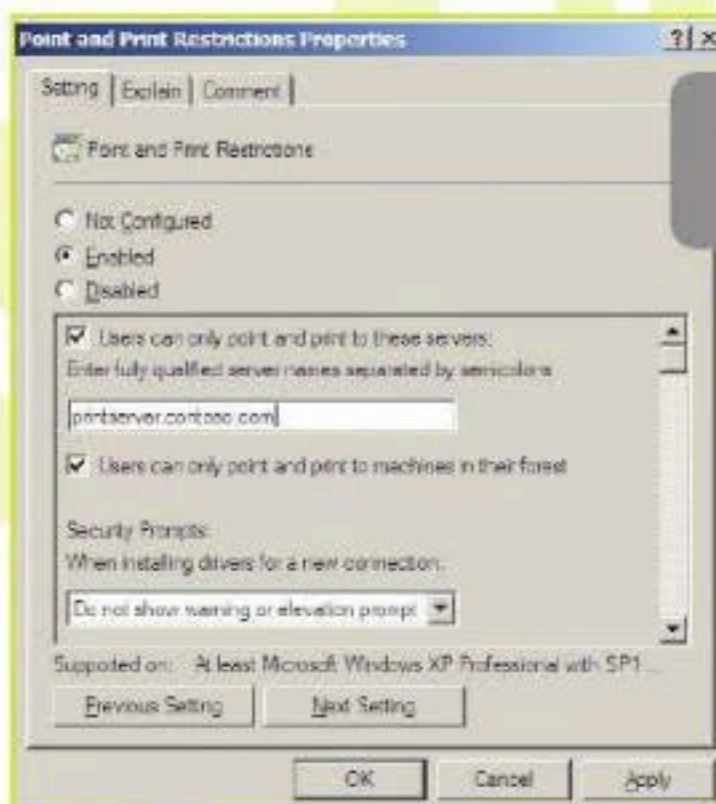 Point and Print Restrictions Properties
Setting Explain Comment
Point and Print Restrictions
Not Configured
Enabled
Disabled
Users can only point and print to these servers:
Enter fully qualified server names separated by semicolons
printserver.contoso.com
Users can only point and print to machines in their forest
Security Prompts:
When installing drivers for a new connection:
Do not show warning or elevation prompt
Supported on: At least Microsoft Windows XP Professional with SP1 ...
Previous Setting Next Setting
OK Cancel Apply